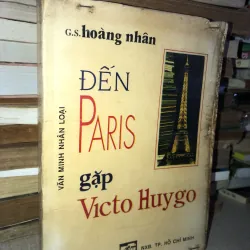 G.S. hoàng nhân
ĐẾN
PARIS
gặp
VICTO HUYGO
VĂN MINH NHÂN LOẠI
NXB. TP. HỒ CHÍ MINH